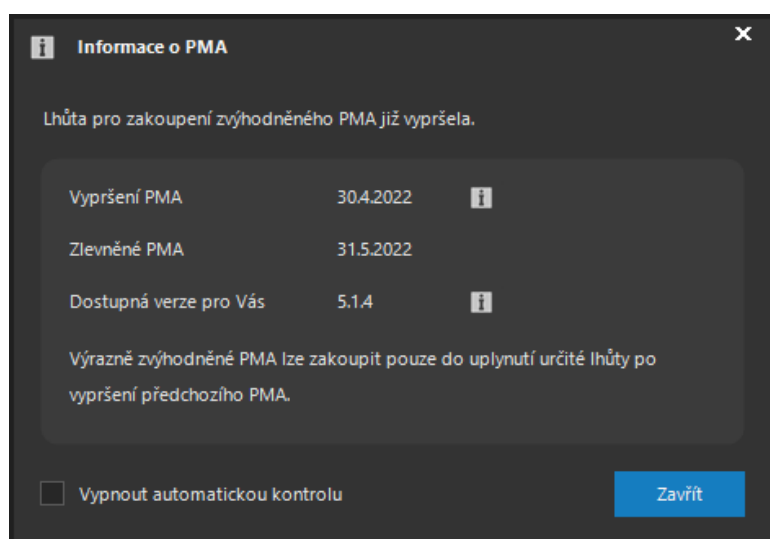 Informace o PMA
Lhůta pro zakoupení zvýhodněného PMA již vypršela.
Vypršení PMA 30.4.2022
Zlevněné PMA 31.5.2022
Dostupná verze pro Vás 5.1.4
Výrazně zvýhodněné PMA lze zakoupit pouze do uplynutí určité lhůty po
vypršení předchozího PMA.
Vypnout automatickou kontrolu
Zavřít